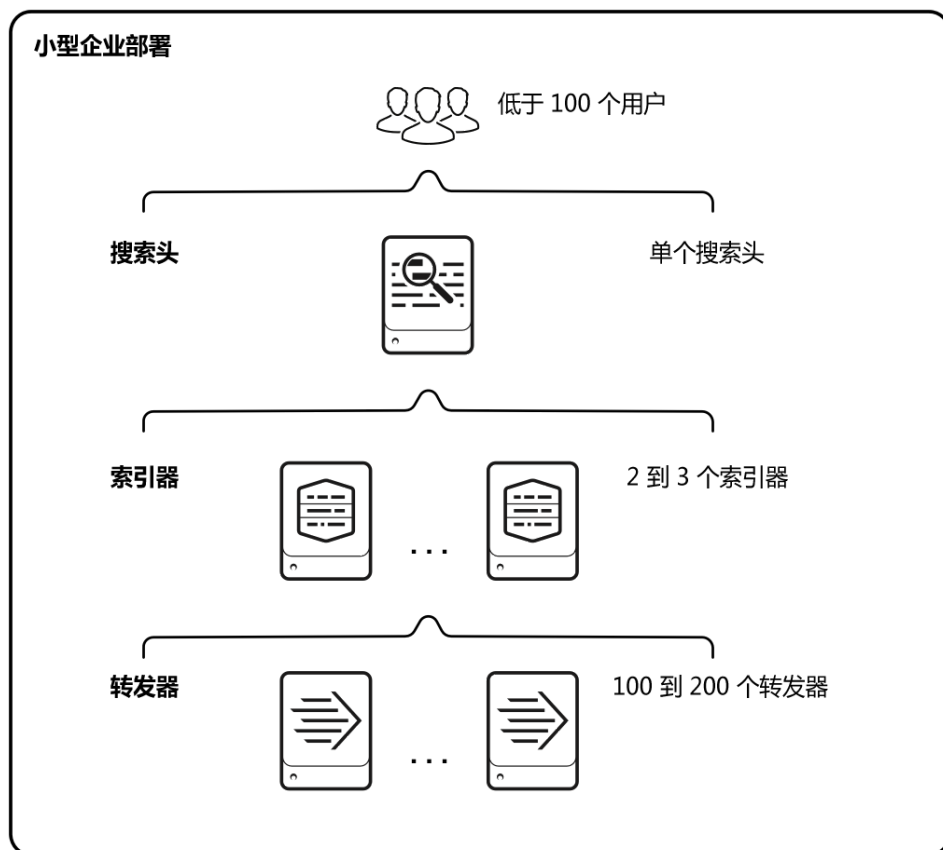 小型企业部署
低于 100 个用户
搜索头
单个搜索头
索引器
2 到 3 个索引器
...
转发器
100 到 200 个转发器
...